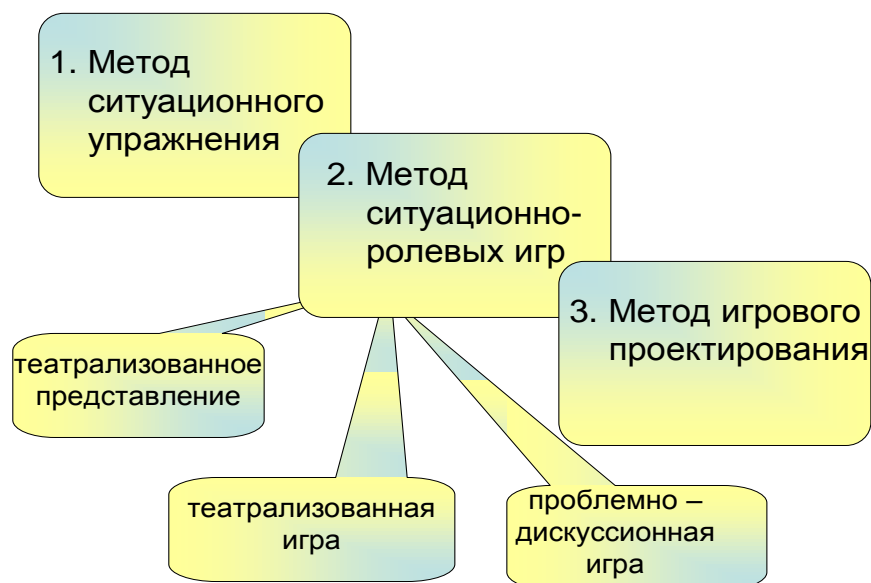 1. Метод
ситуационного
упражнения
2. Метод
ситуационно-
ролевых игр
3. Метод игрового
проектирования
театрализованное
представление
театрализованная
игра
проблемно –
дискуссионная
игра